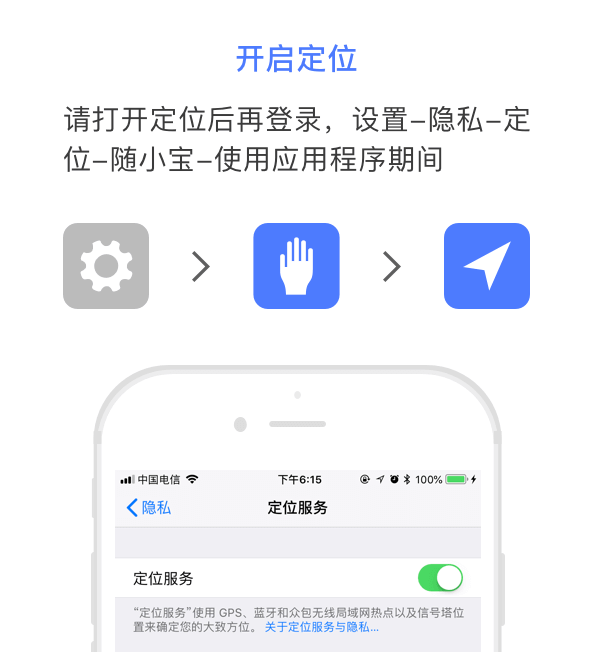 开启定位
请打开定位后再登录，设置–隐私–定
位–随小宝–使用应用程序期间
中国电信 下午6:15 100%
隐私 定位服务
定位服务
“定位服务”使用 GPS、蓝牙和众包无线局域网热点以及信号塔位
置来确定您的大致方位。 关于定位服务与隐私...